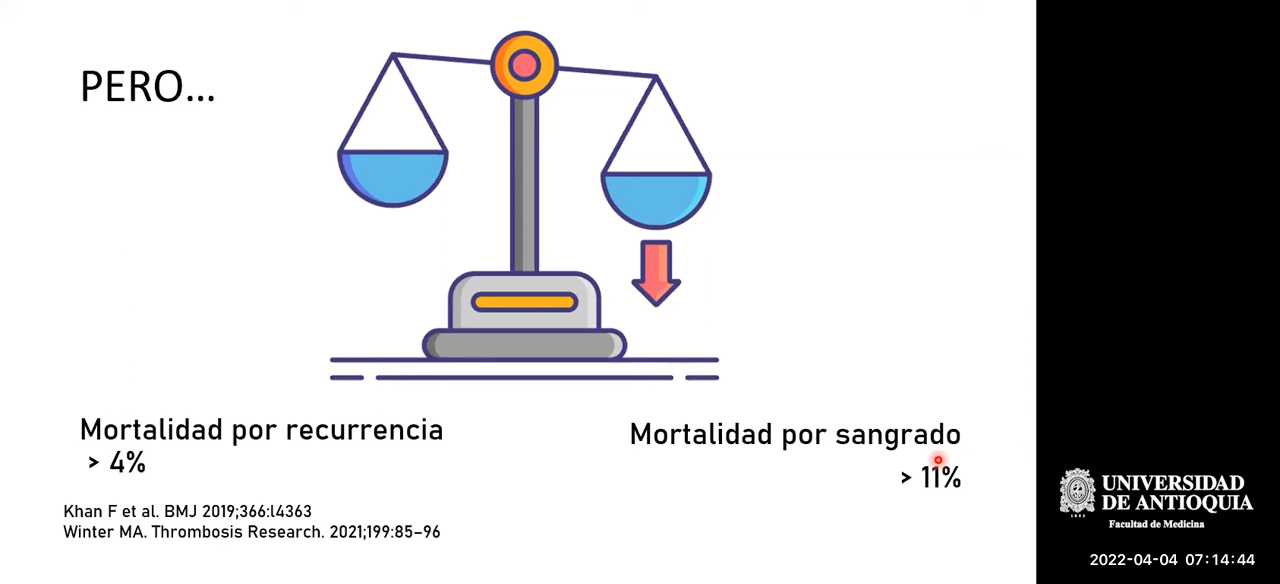 PERO...
Mortalidad por recurrencia
> 4%
Mortalidad por sangrado
> 11%
Khan F et al. BMJ 2019;366:l4363
Winter MA. Thrombosis Research. 2021;199:85–96
UNIVERSIDAD
DE ANTIOQUIA
Facultad de Medicina
2022-04-04 07:14:44